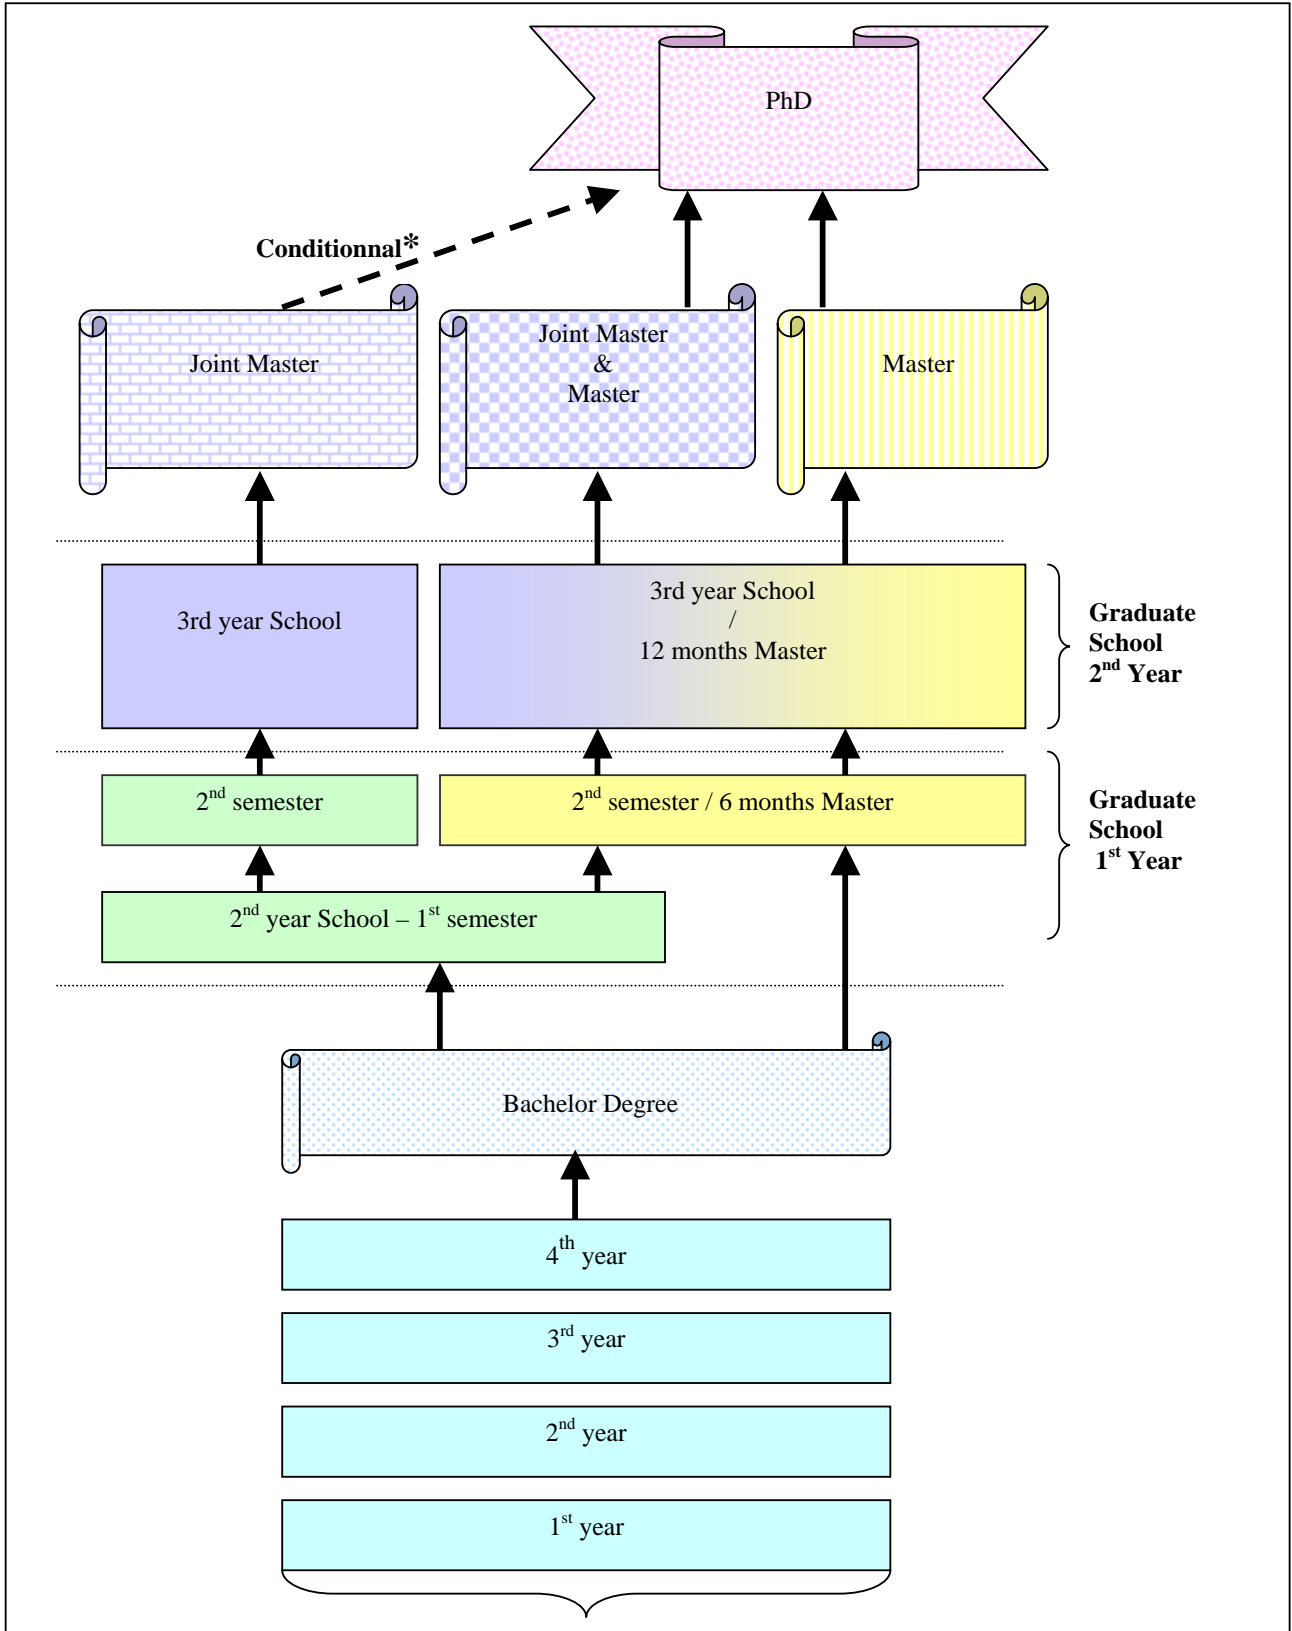 PhD
Conditionnal*
Joint Master
Joint Master
&
Master
Master
3rd year School
3rd year School
/
12 months Master
Graduate
School
2nd Year
2nd semester
2nd semester / 6 months Master
Graduate
School
1st Year
2nd year School – 1st semester
Bachelor Degree
4th year
3rd year
2nd year
1st year